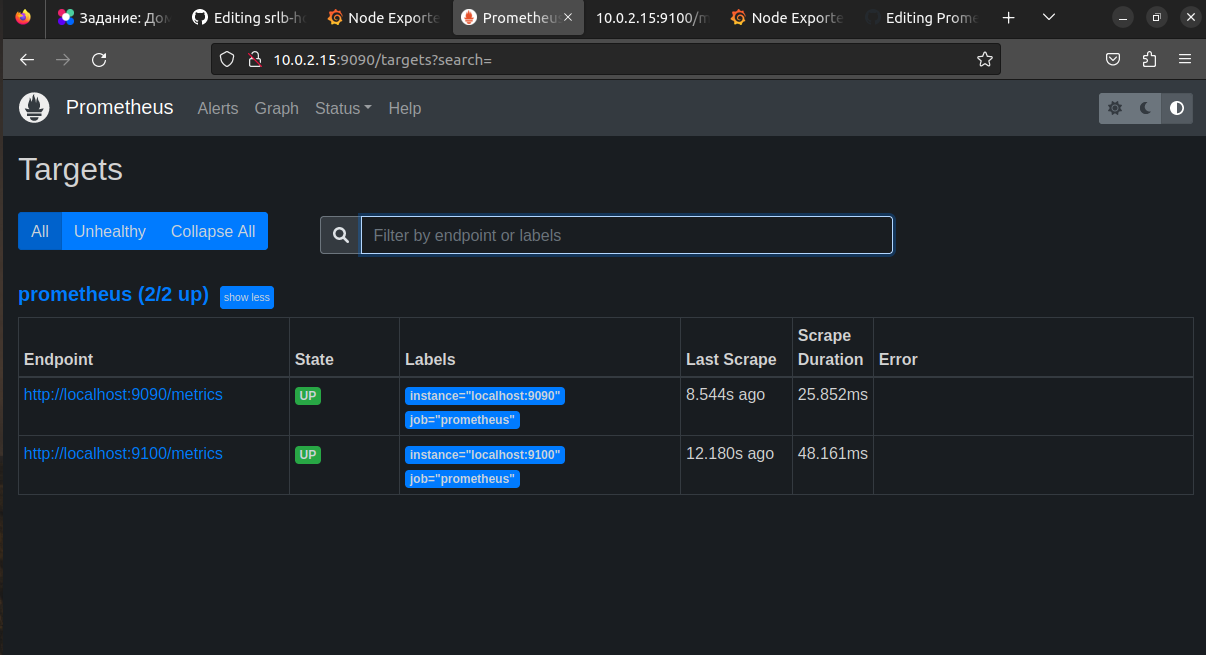 Задание: Дом
Editing srlb-h
Node Exporte
Prometheus
10.0.2.15:9100/m
Node Exporte
Editing Prome
10.0.2.15:9090/targets?search=
Prometheus Alerts Graph Status Help
Targets
All Unhealthy Collapse All
Filter by endpoint or labels
prometheus (2/2 up) show less
Endpoint State Labels Last Scrape Scrape Duration Error
http://localhost:9090/metrics UP instance="localhost:9090" 8.544s ago 25.852ms
job="prometheus"
http://localhost:9100/metrics UP instance="localhost:9100" 12.180s ago 48.161ms
job="prometheus"